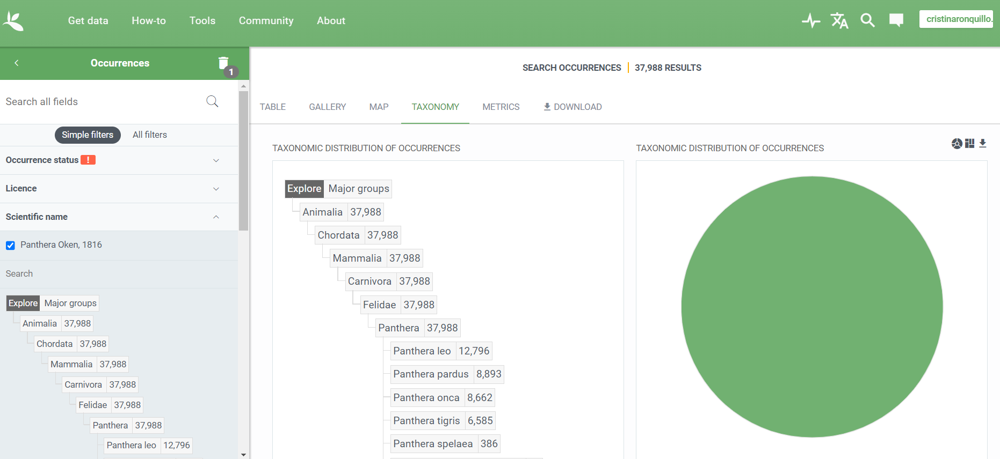 Get data How-to Tools Community About
cristinaronquillo.
Occurrences
1
Search all fields
Simple filters All filters
Occurrence status !
Licence
Scientific name
Panthera Oken, 1816
Search
Explore Major groups
Animalia 37,988
Chordata 37,988
Mammalia 37,988
Carnivora 37,988
Felidae 37,988
Panthera 37,988
Panthera leo 12,796
SEARCH OCCURRENCES 37,988 RESULTS
TABLE GALLERY MAP TAXONOMY METRICS DOWNLOAD
TAXONOMIC DISTRIBUTION OF OCCURRENCES
Explore Major groups
Animalia 37,988
Chordata 37,988
Mammalia 37,988
Carnivora 37,988
Felidae 37,988
Panthera 37,988
Panthera leo 12,796
Panthera pardus 8,893
Panthera onca 8,662
Panthera tigris 6,585
Panthera spelaea 386
TAXONOMIC DISTRIBUTION OF OCCURRENCES